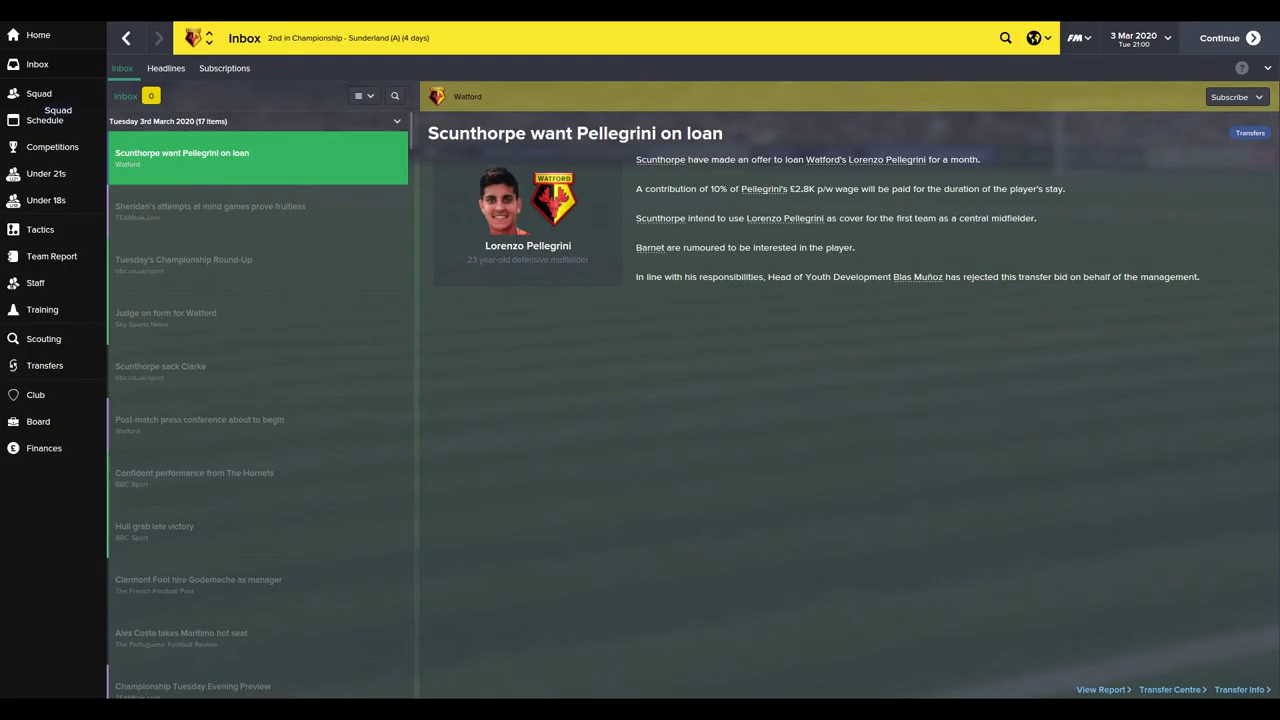 Home
Inbox
2nd in Championship - Sunderland (A) (4 days)
FM
3 Mar 2020
Tue 21:00
Continue
Inbox
Squad
Squad
Schedule
Competitions
Under 21s
Under 18s
Tactics
Team Report
Staff
Training
Scouting
Transfers
Club
Board
Finances
Inbox Headlines Subscriptions
?
Inbox 0
Tuesday 3rd March 2020 (17 items)
Scunthorpe want Pellegrini on loan
Watford
Sheridan's attempts at mind games prove fruitless
TEAMtalk.com
Tuesday's Championship Round-Up
bbc.co.uk/sport
Judge on form for Watford
Sky Sports News
Scunthorpe sack Clarke
bbc.co.uk/sport
Post-match press conference about to begin
Watford
Confident performance from The Hornets
BBC Sport
Hull grab late victory
BBC Sport
Clermont Foot hire Godemeche as manager
The French Football Post
Alex Costa takes Marítimo hot seat
The Portuguese Football Review
Championship Tuesday Evening Preview
TEAMtalk.com
Watford
Subscribe
Scunthorpe want Pellegrini on loan
Transfers
WATFORD
Lorenzo Pellegrini
23 year-old defensive midfielder
Scunthorpe have made an offer to loan Watford's Lorenzo Pellegrini for a month.
A contribution of 10% of Pellegrini's £2.8K p/w wage will be paid for the duration of the player's stay.
Scunthorpe intend to use Lorenzo Pellegrini as cover for the first team as a central midfielder.
Barnet are rumoured to be interested in the player.
In line with his responsibilities, Head of Youth Development Blas Muñoz has rejected this transfer bid on behalf of the management.
View Report Transfer Centre Transfer Info